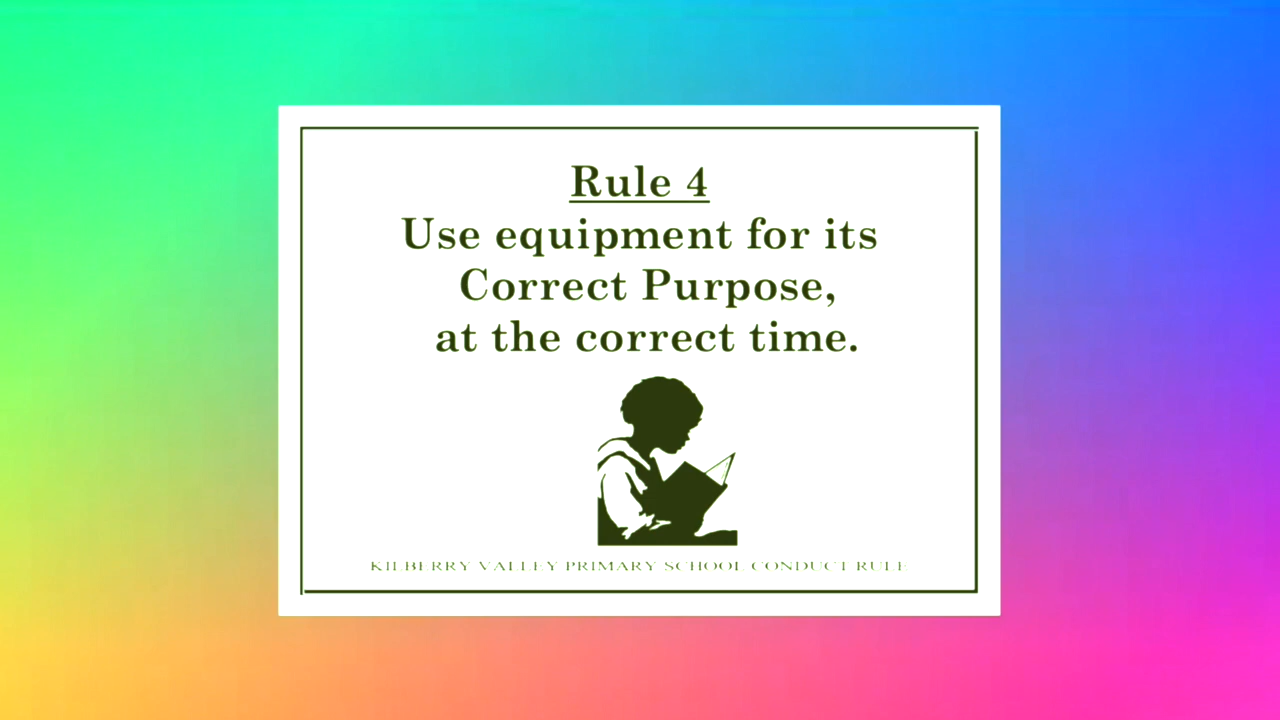 Rule 4
Use equipment for its
Correct Purpose,
at the correct time.
KILBERRY VALLEY PRIMARY SCHOOL CONDUCT RULE